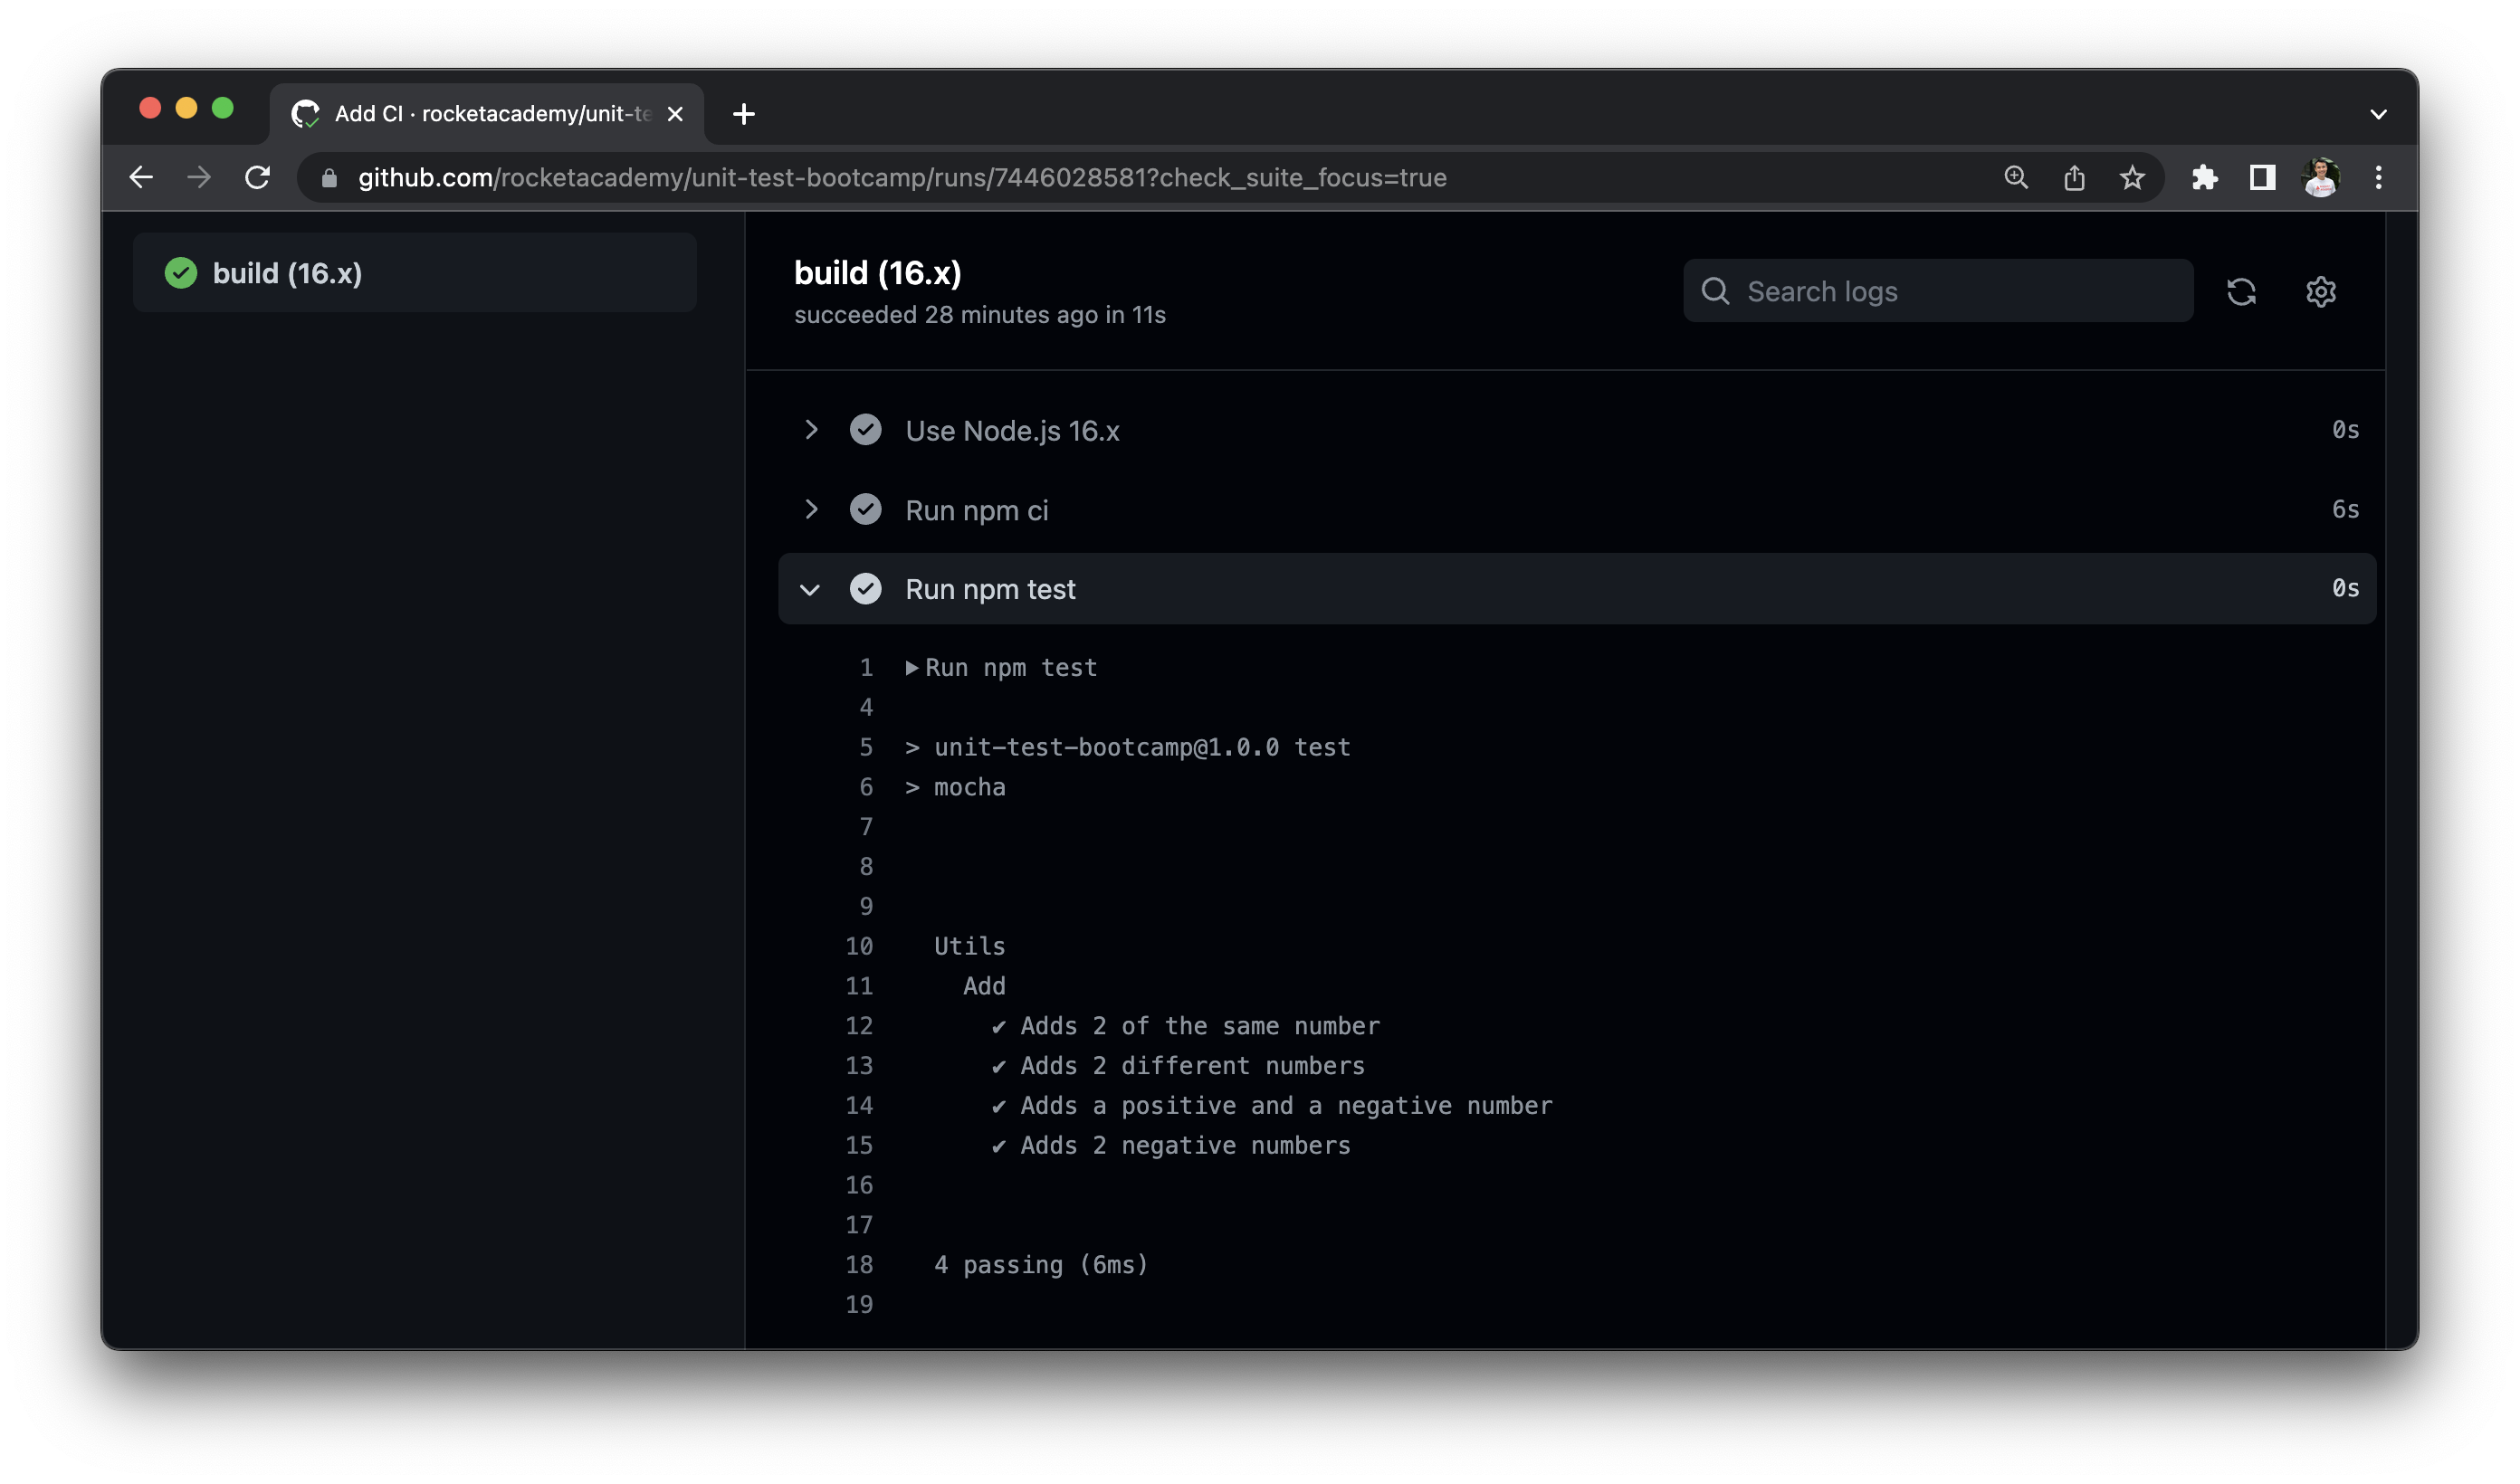 Add CI · rocketacademy/unit-te
github.com/rocketacademy/unit-test-bootcamp/runs/7446028581?check_suite_focus=true
build (16.x)
build (16.x)
succeeded 28 minutes ago in 11s
Search logs
Use Node.js 16.x 0s
Run npm ci 6s
Run npm test 0s
1 ▶ Run npm test
4
5 > unit-test-bootcamp@1.0.0 test
6 > mocha
7
8
9
10 Utils
11 Add
12 ✔ Adds 2 of the same number
13 ✔ Adds 2 different numbers
14 ✔ Adds a positive and a negative number
15 ✔ Adds 2 negative numbers
16
17
18 4 passing (6ms)
19